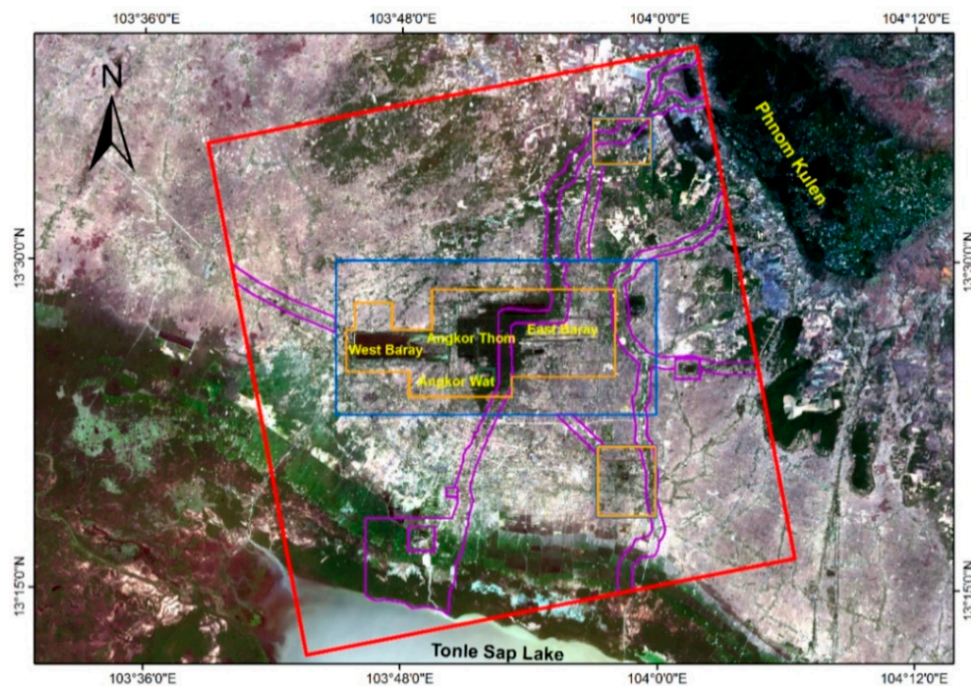 103°36'0"E 103°48'0"E 104°0'0"E 104°12'0"E
N
Phnom Kulen
13°30'0"N 13°30'0"N
East Baray
Angkor Thom
West Baray
Angkor Wat
13°15'0"N 13°15'0"N
Tonle Sap Lake
103°36'0"E 103°48'0"E 104°0'0"E 104°12'0"E